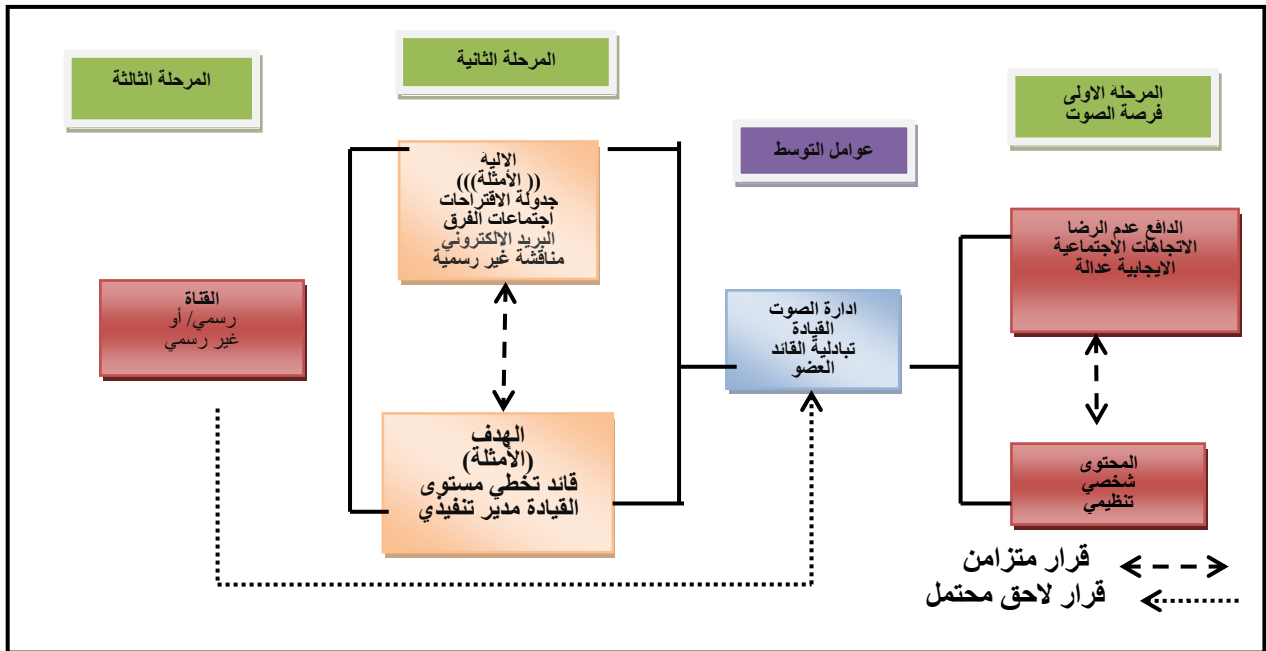 المرحلة الاولى
فرصة الصوت
المرحلة الثانية
المرحلة الثالثة
عوامل التوسط
الدافع عدم الرضا
الاتجاهات الاجتماعية
الايجابية عدالة
المحتوى
شخصي
تنظيمي
ادارة الصوت
القيادة
تبادلية القائد
العضو
الالية
(( الأمثلة)))
جدولة الاقتراحات
اجتماعات الفرق
البريد الالكتروني
مناقشة غير رسمية
الهدف
(الأمثلة)
قائد تخطي مستوى
القيادة مدير تنفيذي
القناة
رسمي/ أو
غير رسمي
قرار متزامن
قرار لاحق محتمل